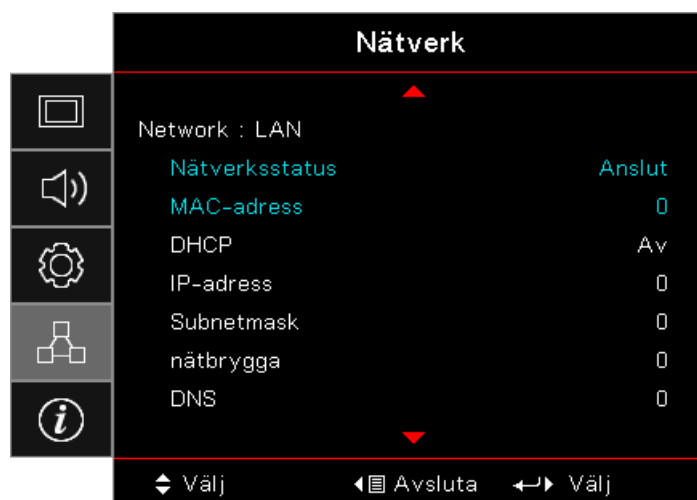 Nätverk
Network : LAN
Nätverksstatus Anslut
MAC-adress 0
DHCP Av
IP-adress 0
Subnetmask 0
nätbrygga 0
DNS 0
Välj Avsluta Välj